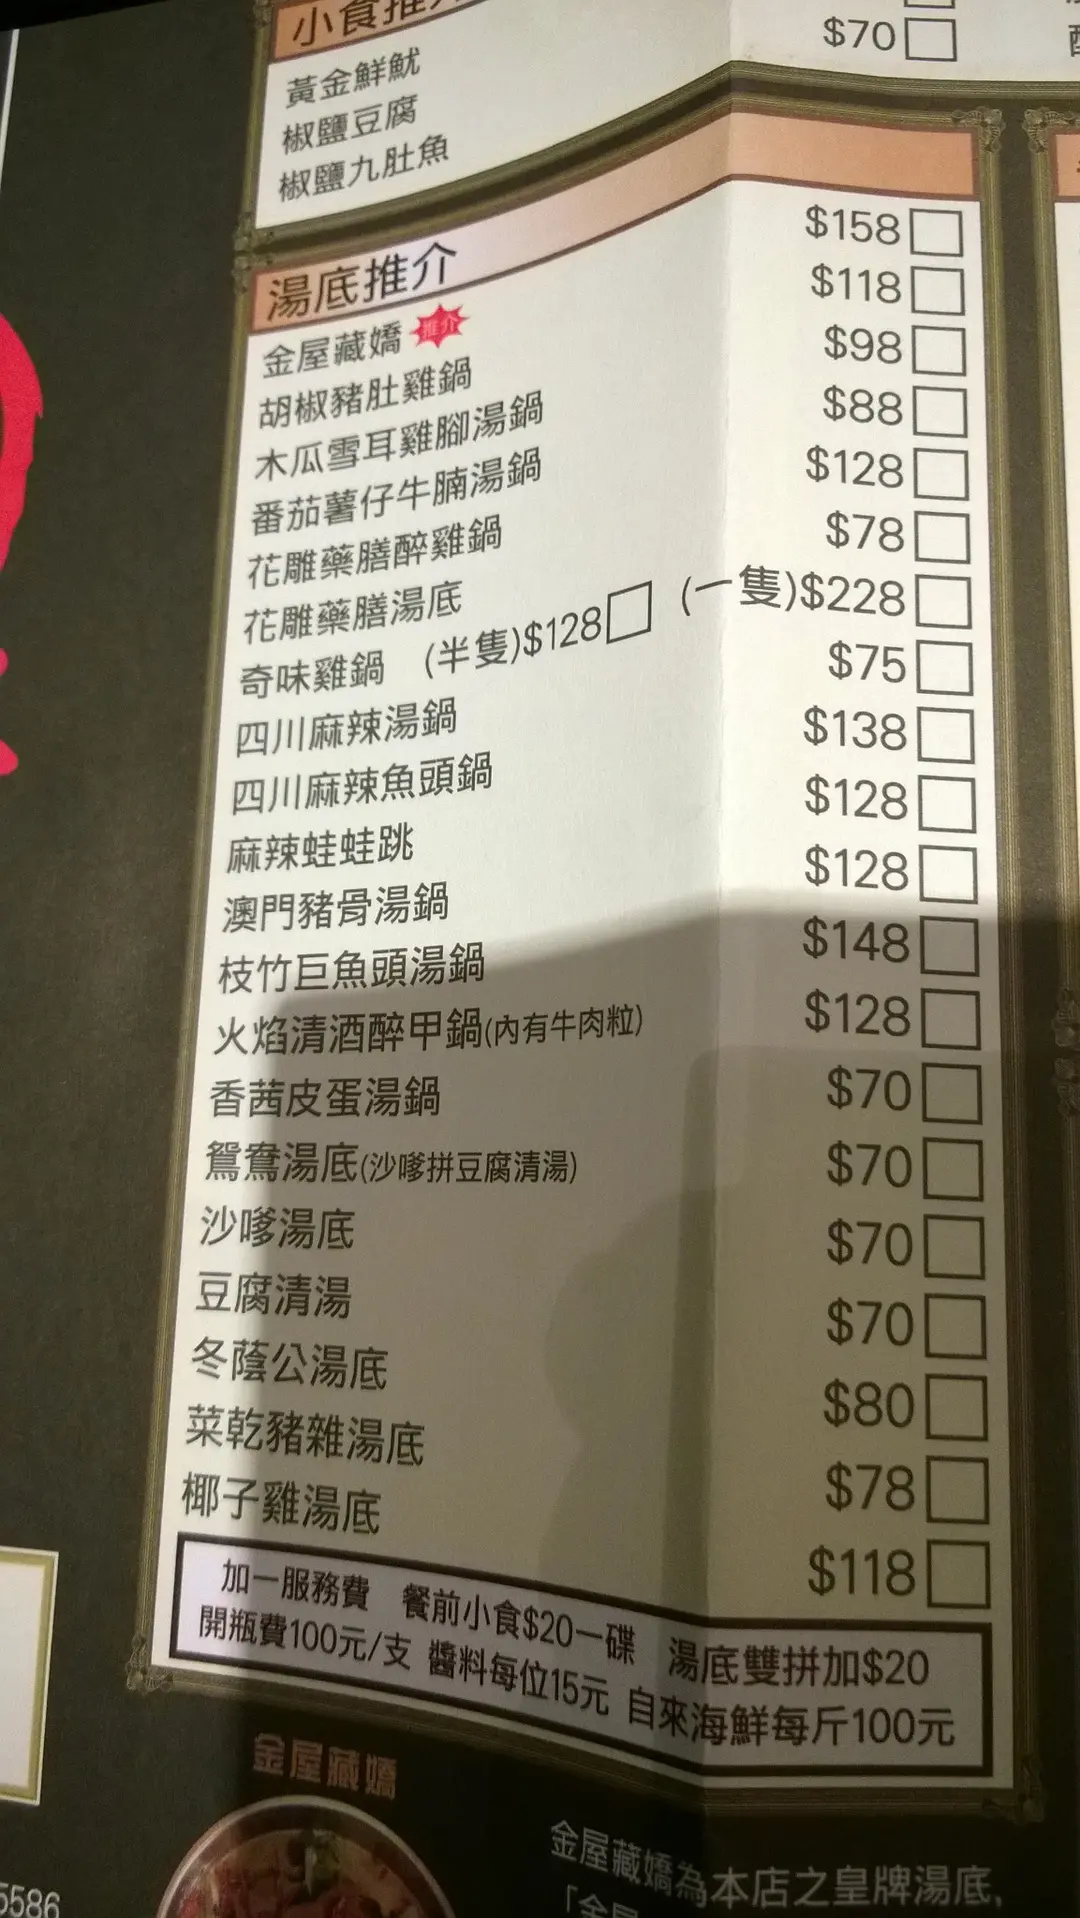 小食推
黃金鮮魷
椒鹽豆腐
椒鹽九肚魚 $70
湯底推介
金屋藏嬌 推介 $158
胡椒豬肚雞鍋 $118
木瓜雪耳雞腳湯鍋 $98
番茄薯仔牛腩湯鍋 $88
花雕藥膳醉雞鍋 $128
花雕藥膳湯底 $78
奇味雞鍋 (半隻)$128 (一隻)$228
四川麻辣湯鍋 $75
四川麻辣魚頭鍋 $138
麻辣蛙蛙跳 $128
澳門豬骨湯鍋 $128
枝竹巨魚頭湯鍋 $148
火焰清酒醉甲鍋(內有牛肉粒) $128
香茜皮蛋湯鍋 $70
鴛鴦湯底(沙嗲拼豆腐清湯) $70
沙嗲湯底 $70
豆腐清湯 $70
冬蔭公湯底 $80
菜乾豬雜湯底 $78
椰子雞湯底 $118
加一服務費 餐前小食$20一碟 湯底雙拼加$20
開瓶費100元/支 醬料每位15元 自來海鮮每斤100元
金屋藏嬌
金屋藏嬌為本店之皇牌湯底,
5586